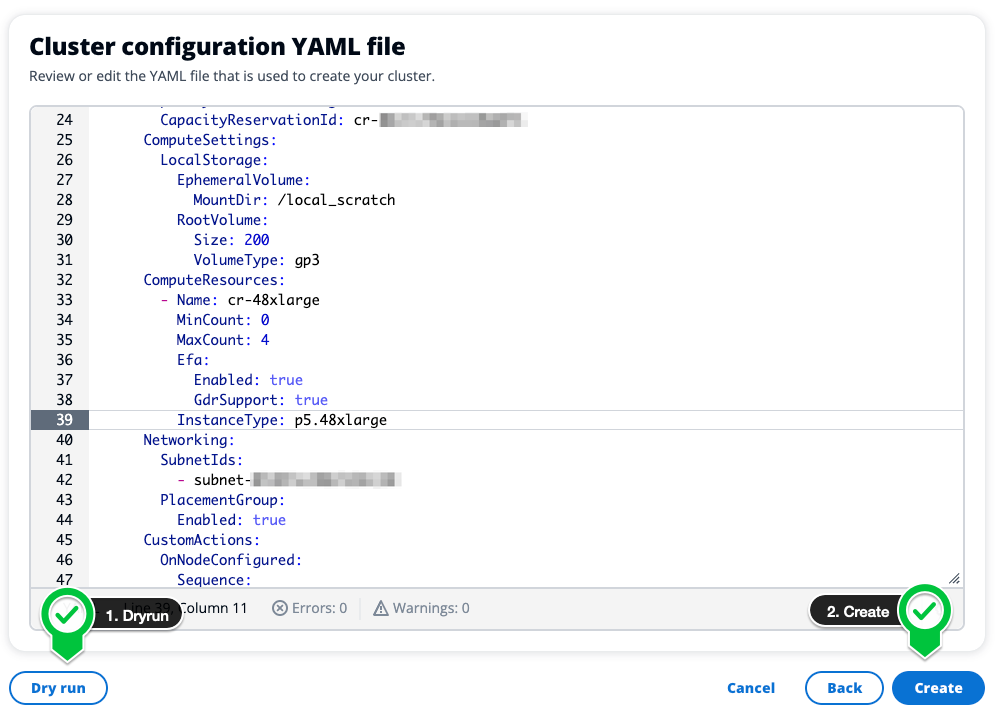 Cluster configuration YAML file
Review or edit the YAML file that is used to create your cluster.
24 CapacityReservationId: cr-
25 ComputeSettings:
26 LocalStorage:
27 EphemeralVolume:
28 MountDir: /local_scratch
29 RootVolume:
30 Size: 200
31 VolumeType: gp3
32 ComputeResources:
33 - Name: cr-48xlarge
34 MinCount: 0
35 MaxCount: 4
36 Efa:
37 Enabled: true
38 GdrSupport: true
39 InstanceType: p5.48xlarge
40 Networking:
41 SubnetIds:
42 - subnet-
43 PlacementGroup:
44 Enabled: true
45 CustomActions:
46 OnNodeConfigured:
47 Sequence:
Line 39, Column 11 Errors: 0 Warnings: 0
1. Dryrun 2. Create
Dry run Cancel Back Create